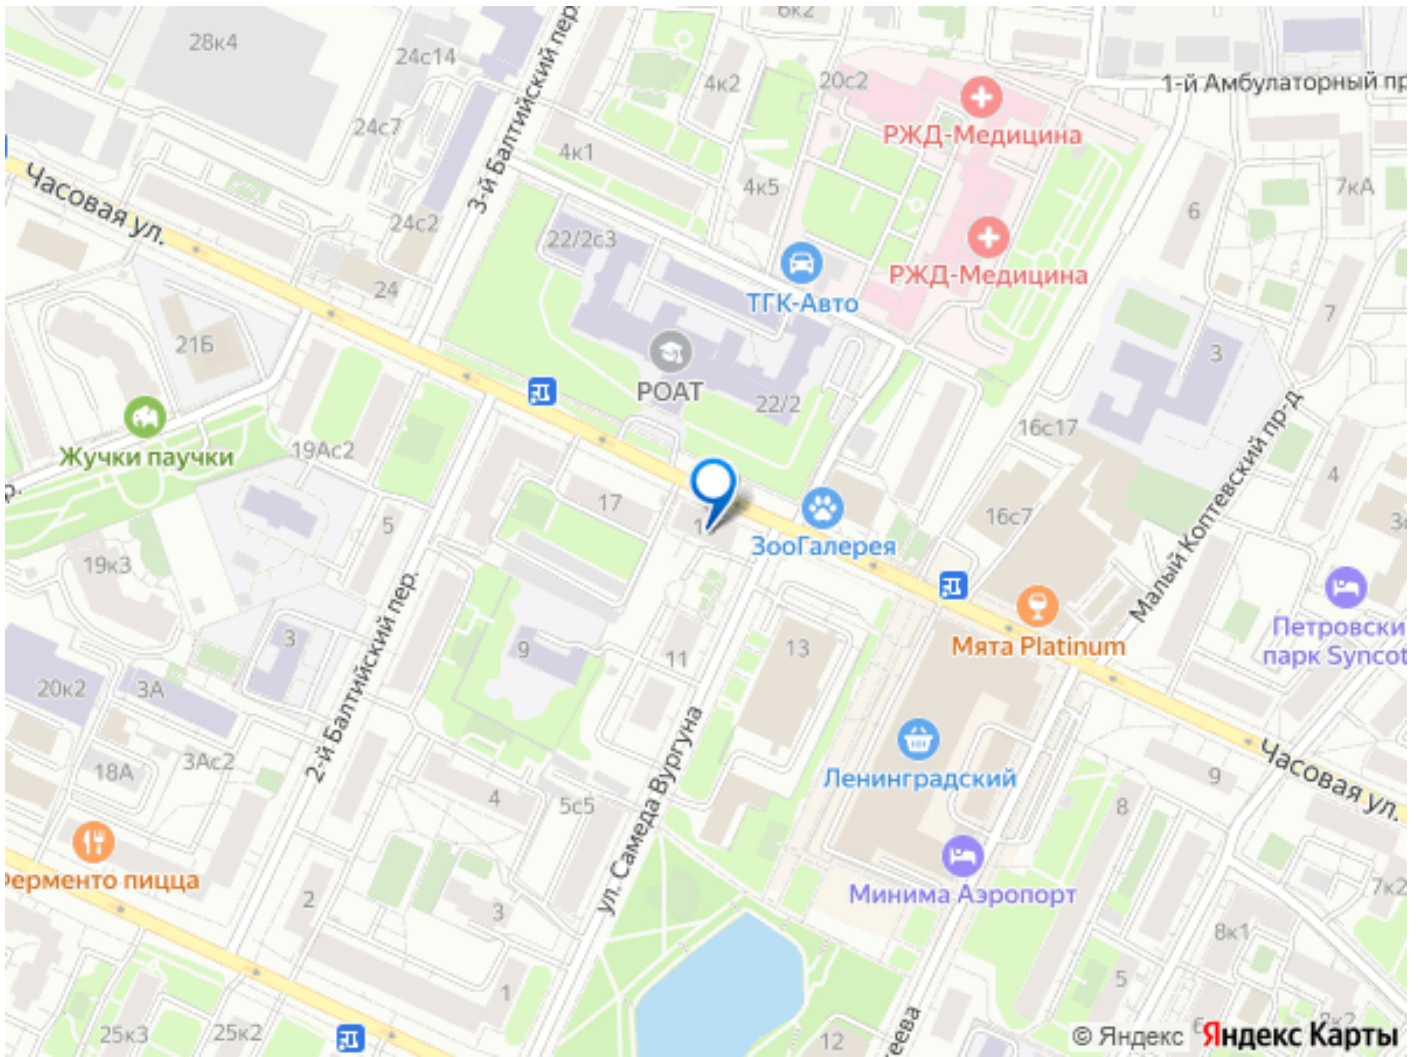 6к2
28к4
24с14
3-й Балтийский пер.
4к2
20с2
1-й Амбулаторный пр
РЖД-Медицина
24с7
4к1
4к5
7кА
6
Часовая ул.
24с2
22/2с3
РЖД-Медицина
24
ТГК-Авто
7
21Б
3
РОАТ
22/2
16с17
Жучки паучки
19Ас2
Малый Коптевский пр-д
4
17
5
16с7
ЗооГалерея
19к3
2-й Балтийский пер.
Мята Platinum
Петровски
парк Syncot
3
9
11
13
20к2
3А
ул. Самеда Вургуна
Ленинградский
Часовая ул.
18А
3Ас2
4
5с5
9
8
Ферменто пицца
Минима Аэропорт
7к2
2
3
8к1
5
1
25к3
25к2
12
еева
8к2
© Яндекс
Яндекс Карты